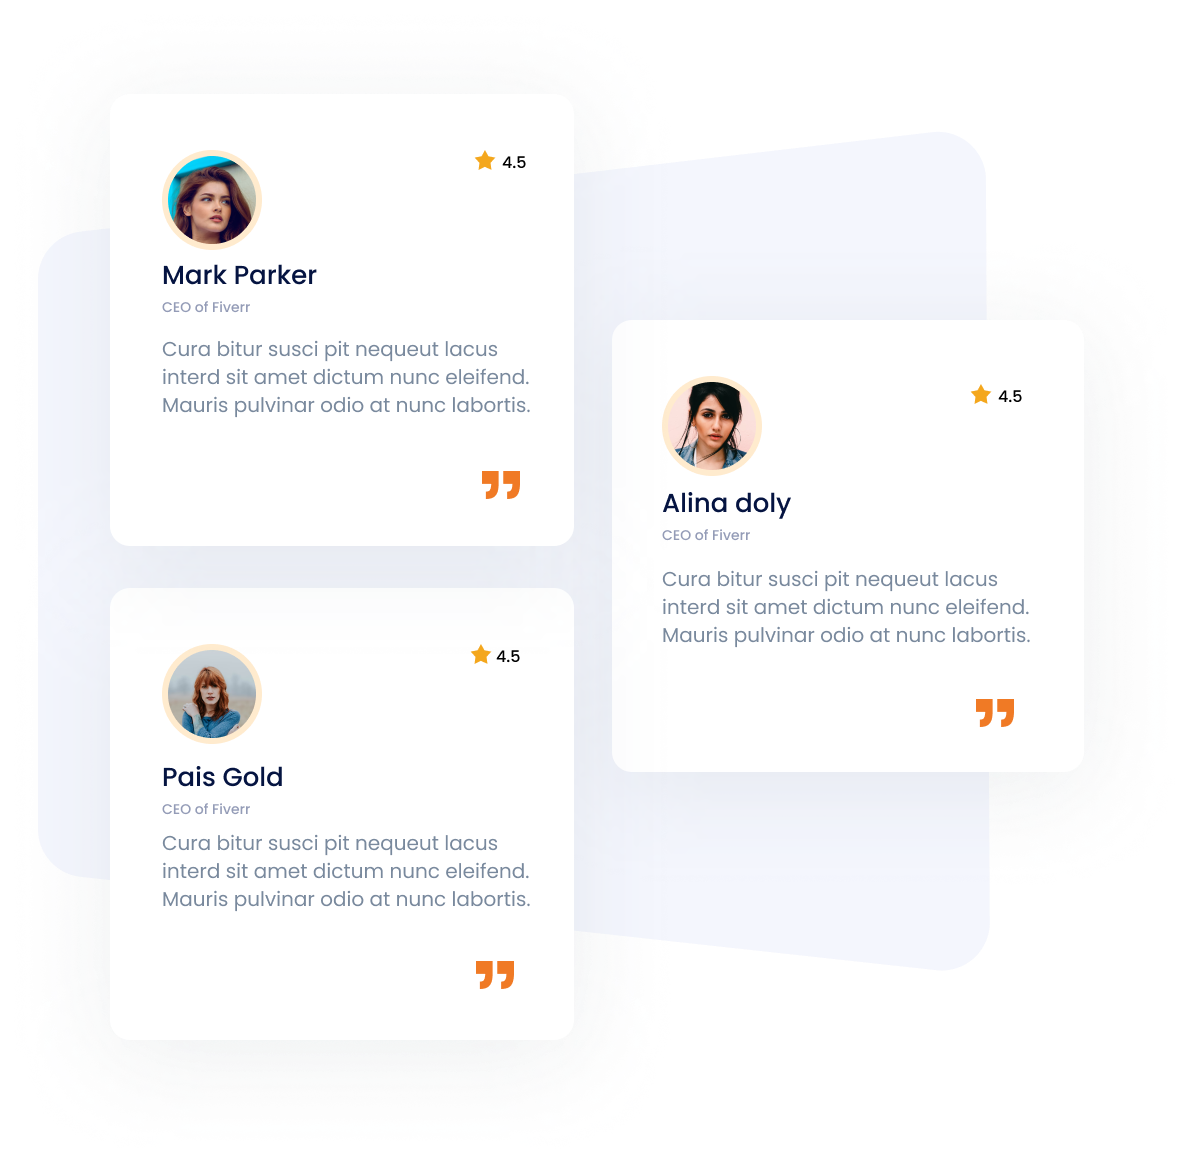 4.5
Mark Parker
CEO of Fiverr
Cura bitur susci pit nequeut lacus
interd sit amet dictum nunc eleifend.
Mauris pulvinar odio at nunc labortis.
4.5
Alina doly
CEO of Fiverr
Cura bitur susci pit nequeut lacus
interd sit amet dictum nunc eleifend.
Mauris pulvinar odio at nunc labortis.
4.5
Pais Gold
CEO of Fiverr
Cura bitur susci pit nequeut lacus
interd sit amet dictum nunc eleifend.
Mauris pulvinar odio at nunc labortis.